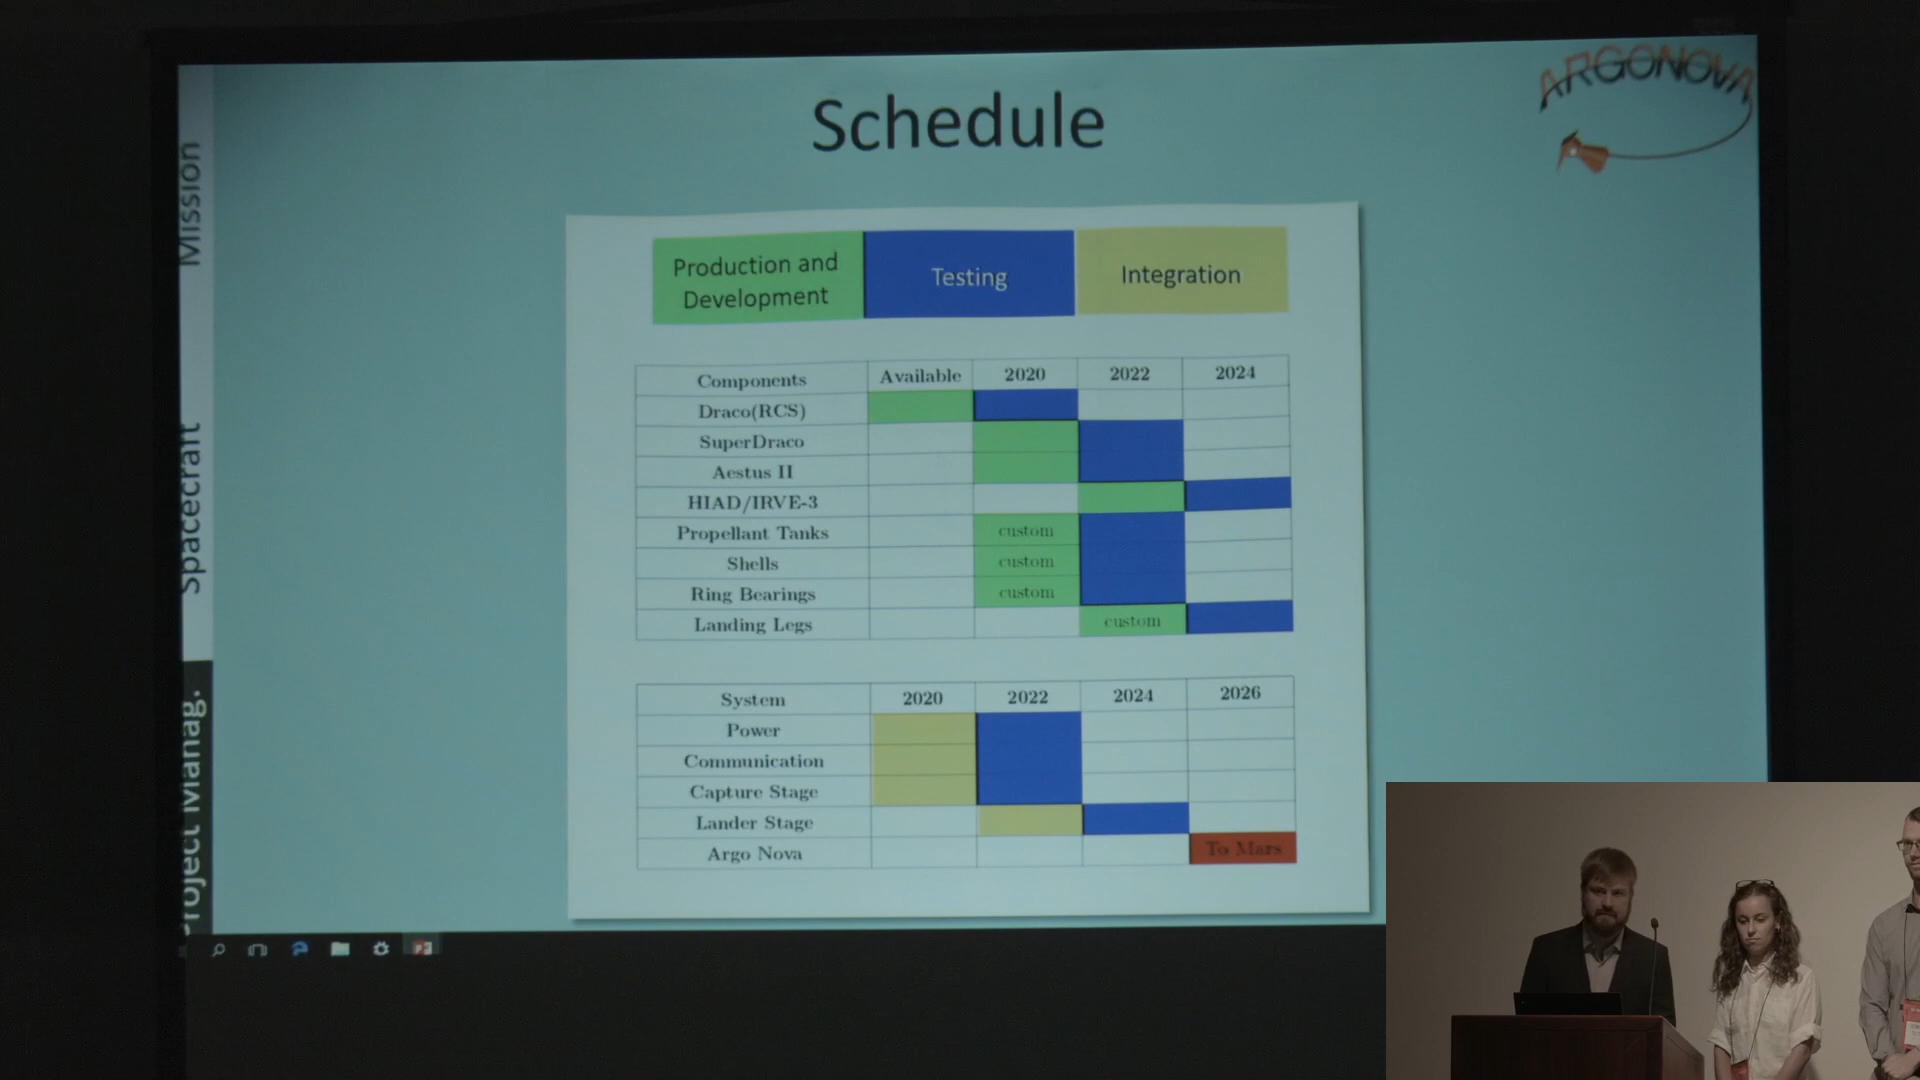 Schedule
ARGONOVA
Mission
Spacecraft
Project Manag.
Production and
Development
Testing
Integration
Components Available 2020 2022 2024
Draco(RCS)
SuperDraco
Aestus II
HIAD/IRVE-3
Propellant Tanks custom
Shells custom
Ring Bearings custom
Landing Legs custom
System 2020 2022 2024 2026
Power
Communication
Capture Stage
Lander Stage
Argo Nova To Mars